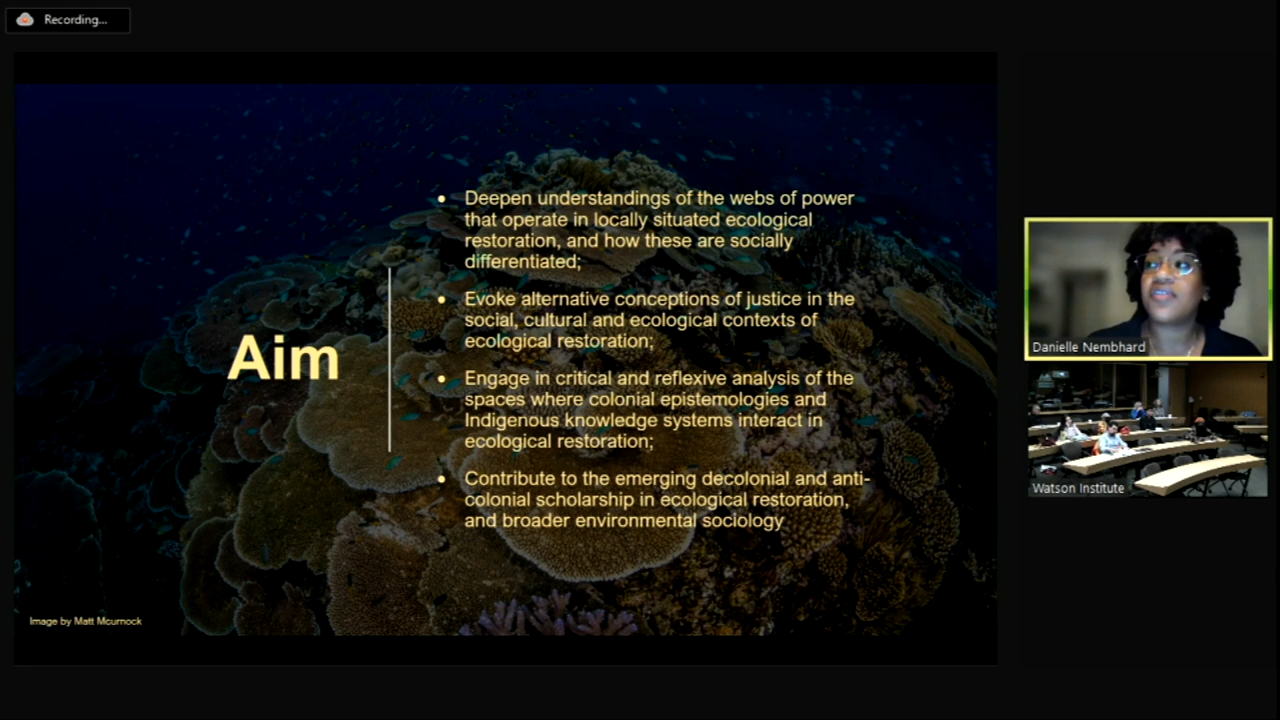 Recording...
Aim
• Deepen understandings of the webs of power
that operate in locally situated ecological
restoration, and how these are socially
differentiated;
• Evoke alternative conceptions of justice in the
social, cultural and ecological contexts of
ecological restoration;
• Engage in critical and reflexive analysis of the
spaces where colonial epistemologies and
Indigenous knowledge systems interact in
ecological restoration;
• Contribute to the emerging decolonial and anti-
colonial scholarship in ecological restoration,
and broader environmental sociology
Image by Matt Mcurnock
Danielle Nembhard
Watson Institute